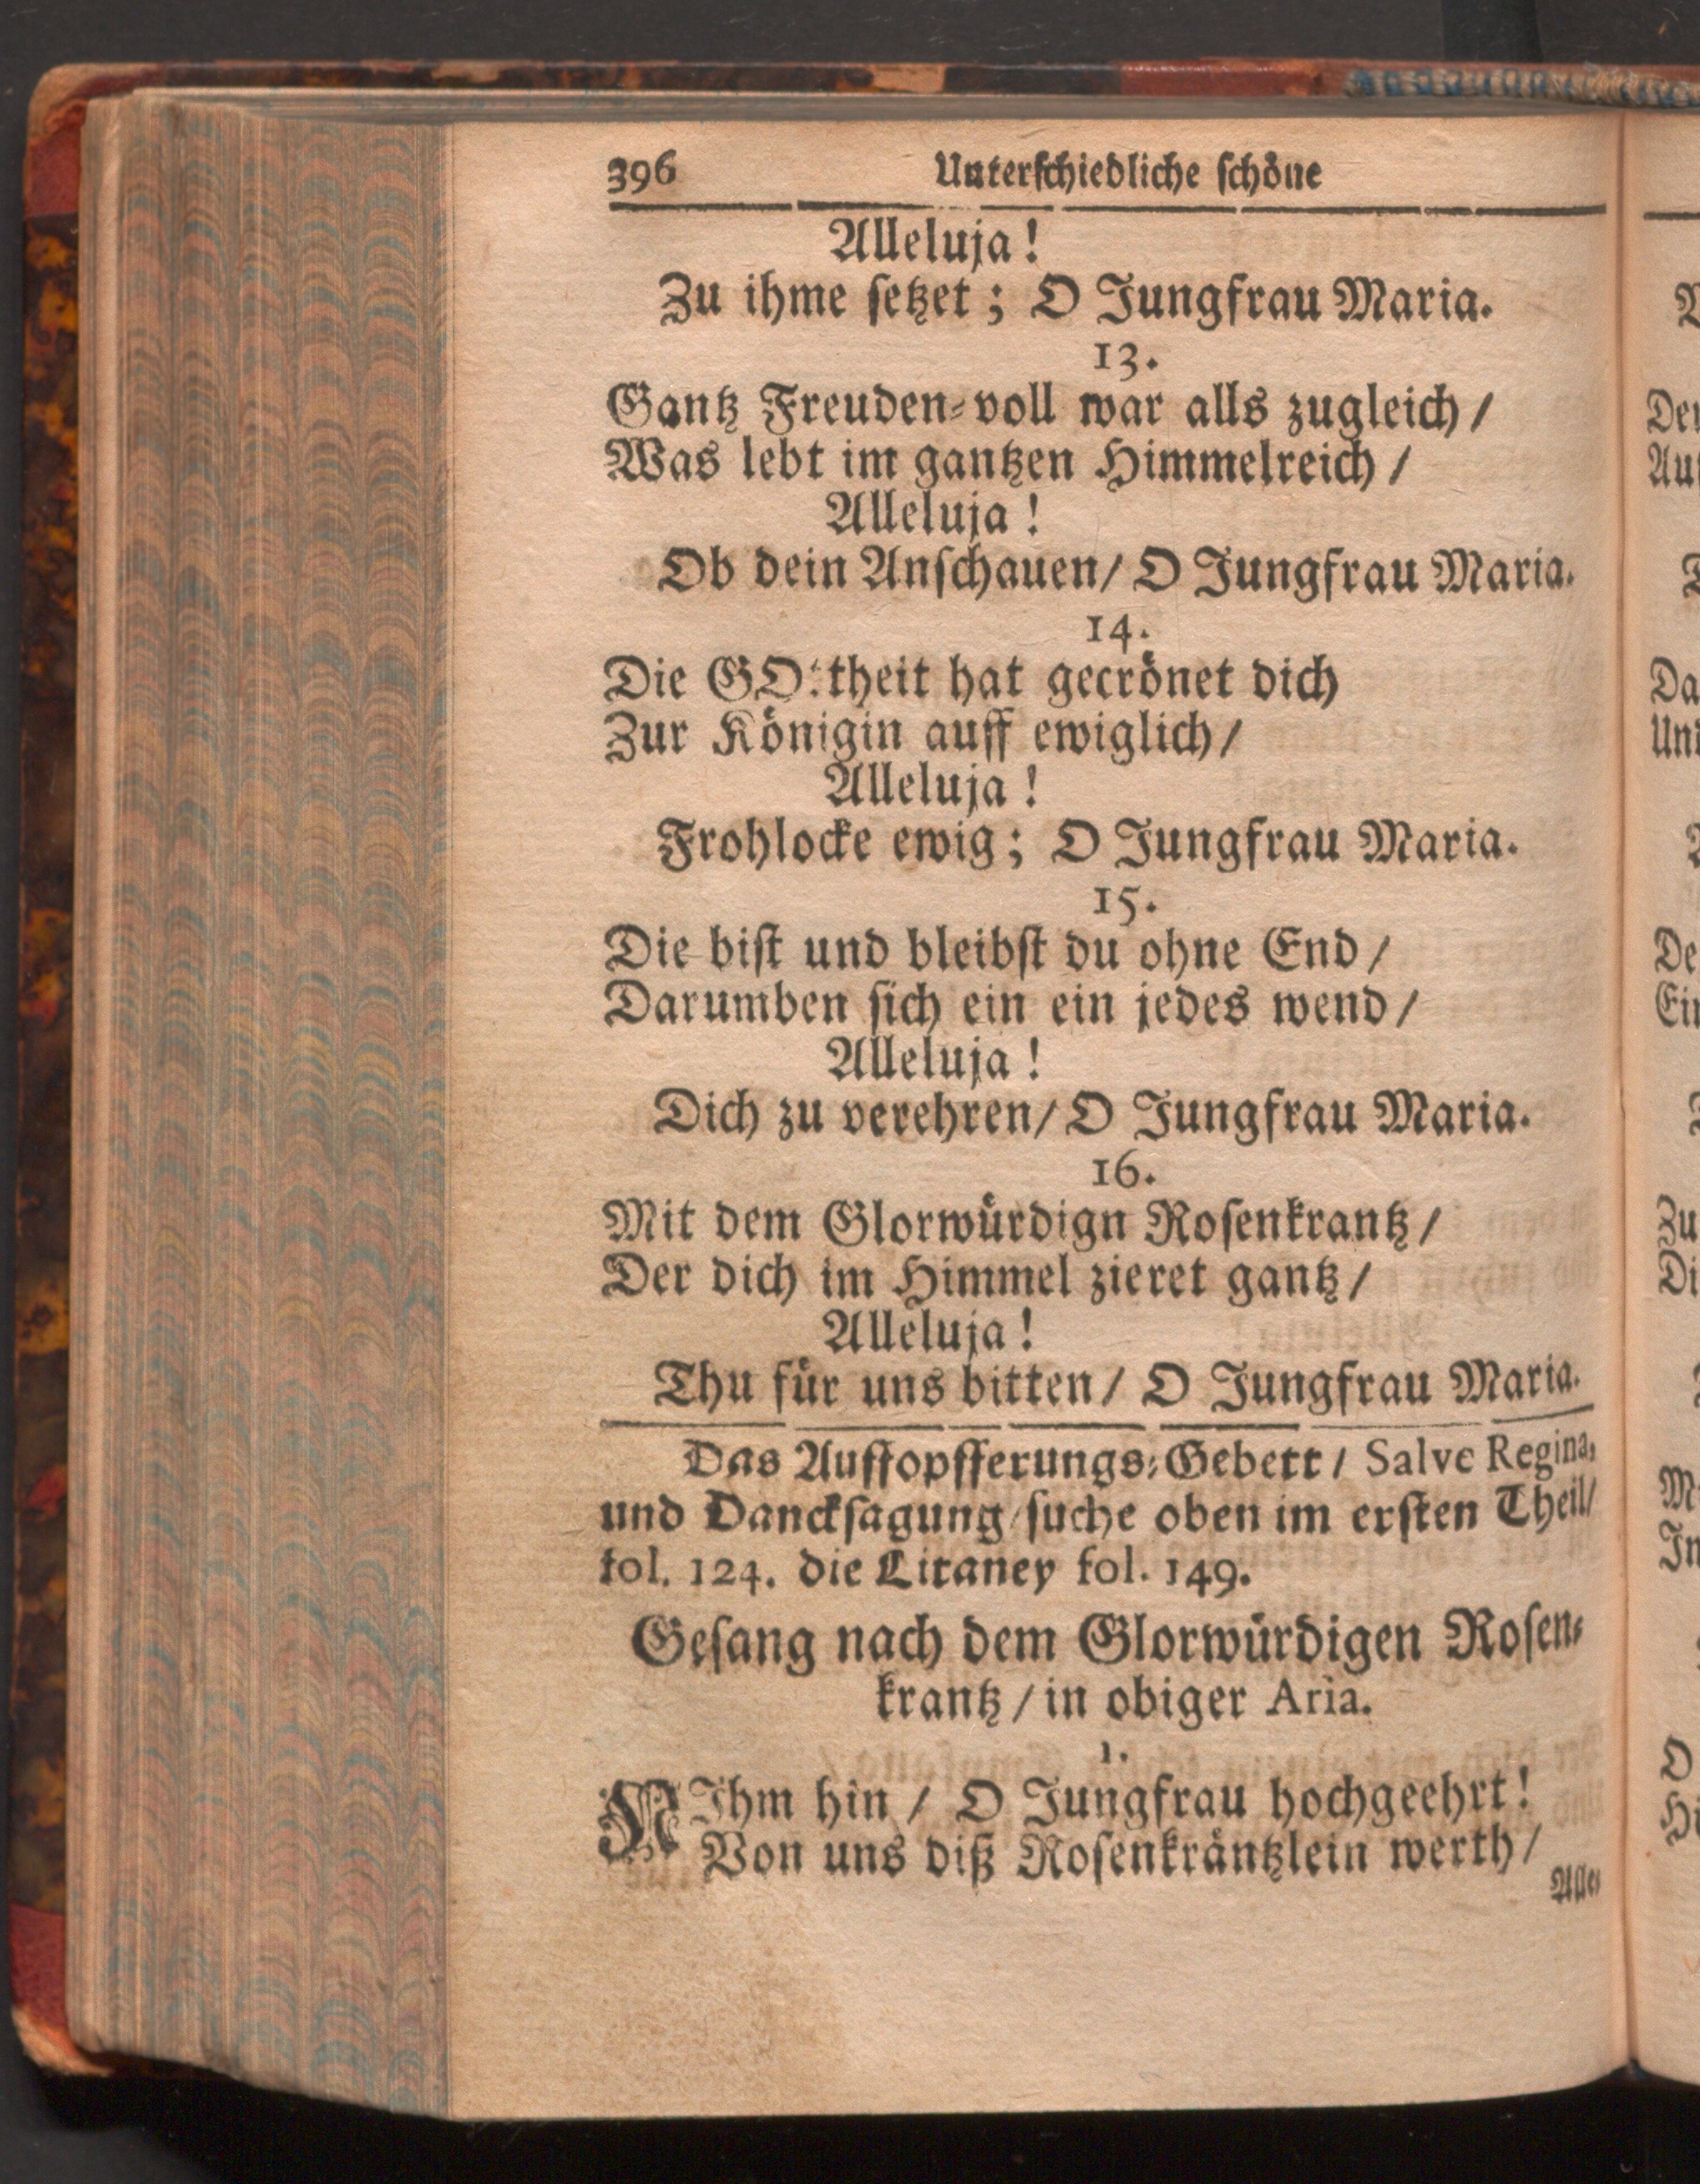 396 Unterschiedliche schöne
Alleluja!
Zu ihme setzet; O Jungfrau Maria.
13.
Gantz Freuden-voll war alls zugleich/
Was lebt im gantzen Himmelreich/
Alleluja!
Ob dein Anschauen/ O Jungfrau Maria.
14.
Die GOttheit hat gecrönet dich
Zur Königin auff ewiglich/
Alleluja!
Frohlocke ewig; O Jungfrau Maria.
15.
Die bist und bleibst du ohne End/
Darumben sich ein ein jedes wend/
Alleluja!
Dich zu verehren/ O Jungfrau Maria.
16.
Mit dem Glorwürdign Rosenkrantz/
Der dich im Himmel zieret gantz/
Alleluja!
Thu für uns bitten/ O Jungfrau Maria.
Das Auffopfferungs-Gebett/ Salve Regina,
und Dancksagung/suche oben im ersten Theil/
fol. 124. die Litaney fol. 149.
Gesang nach dem Glorwürdigen Rosen-
krantz/in obiger Aria.
1.
NIhm hin/ O Jungfrau hochgeehrt!
Von uns diß Rosenkräntzlein werth/
Alle-